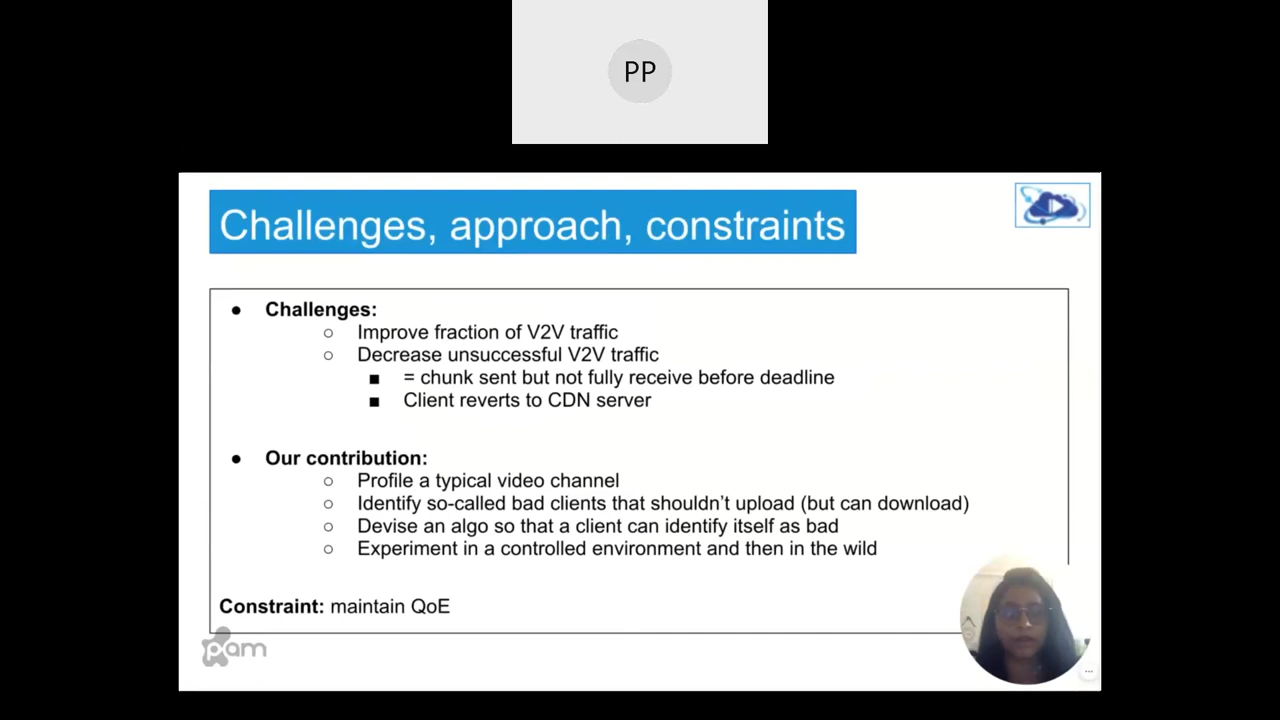 PP
Challenges, approach, constraints
● Challenges:
○ Improve fraction of V2V traffic
○ Decrease unsuccessful V2V traffic
■ = chunk sent but not fully receive before deadline
■ Client reverts to CDN server
● Our contribution:
○ Profile a typical video channel
○ Identify so-called bad clients that shouldn't upload (but can download)
○ Devise an algo so that a client can identify itself as bad
○ Experiment in a controlled environment and then in the wild
Constraint: maintain QoE
pam